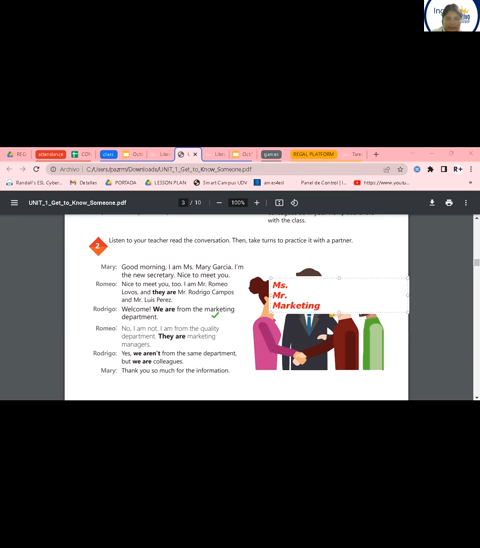 Ing
attendance
class
games
REGAL PLATFORM
Archivo
C:/Users/pazrm/Downloads/UNIT_1_Get_to_Know_Someone.pdf
R+
Randall's ESL Cyber...
Detalles
PORTADA
LESSON PLAN
Smart Campus UDV
Panel de Control | I...
https://www.youtu...
UNIT_1_Get_to_Know_Someone.pdf
3 / 10
100%
with the class.
2
Listen to your teacher read the conversation. Then, take turns to practice it with a partner.
Mary: Good morning, I am Ms. Mary Garcia. I'm
the new secretary. Nice to meet you.
Romeo: Nice to meet you, too. I am Mr. Romeo
Lovos, and they are Mr. Rodrigo Campos
and Mr. Luis Perez.
Rodrigo: Welcome! We are from the marketing
department.
Romeo: No, I am not. I am from the quality
department. They are marketing
managers.
Rodrigo: Yes, we aren't from the same department,
but we are colleagues.
Mary: Thank you so much for the information.
Ms.
Mr.
Marketing